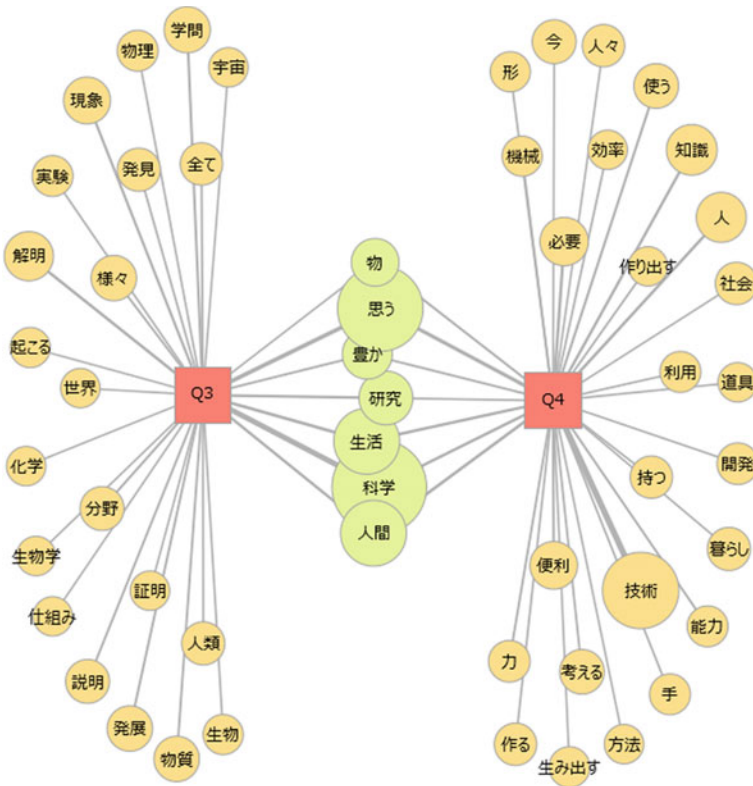 学問
物理
宇宙
現象
発見
全て
実験
解明
様々
起こる
世界
Q3
化学
分野
生物学
仕組み
証明
人類
説明
発展
物質
生物
物
思う
豊か
研究
生活
科学
人間
今
人々
形
使う
機械
効率
知識
人
必要
作り出す
社会
利用
道具
Q4
開発
持つ
暮らし
便利
技術
能力
力
考える
手
作る
生み出す
方法